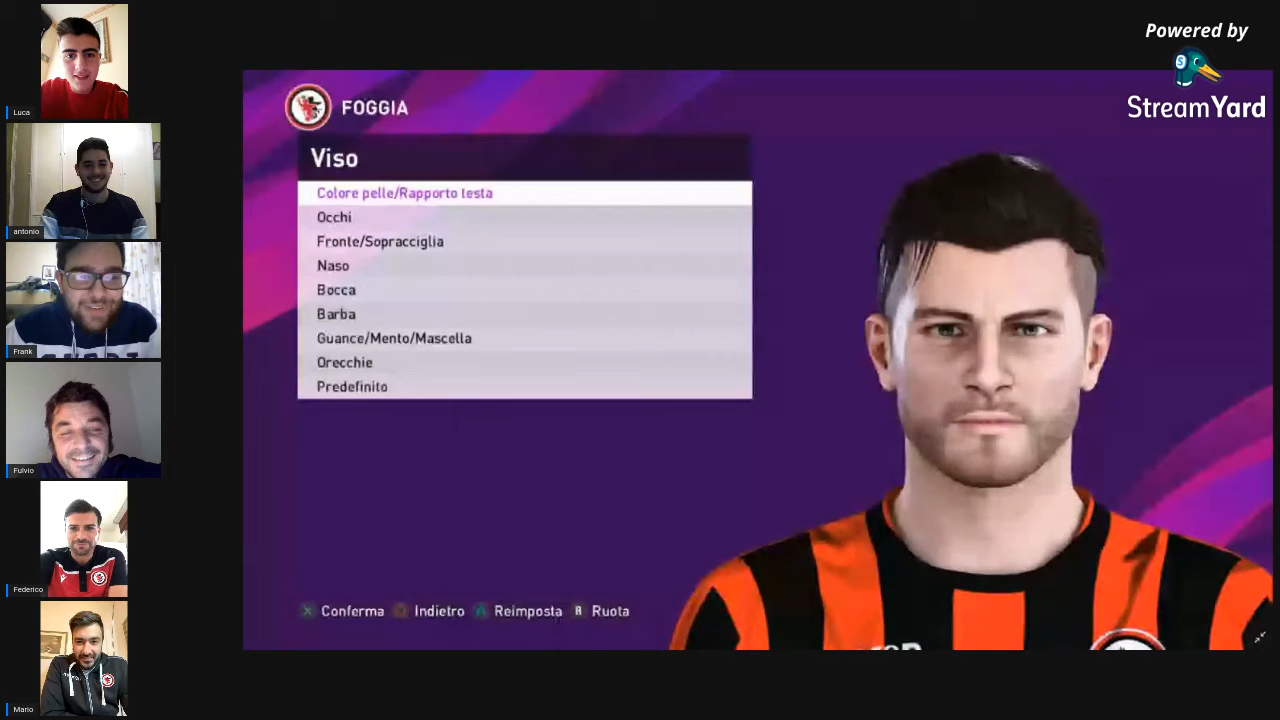 Luca
antonio
Frank
Fulvio
Federico
Mario
FOGGIA
Viso
Colore pelle/Rapporto testa
Occhi
Fronte/Sopracciglia
Naso
Bocca
Barba
Guance/Mento/Mascella
Orecchie
Predefinito
Conferma
Indietro
Reimposta
R Ruota
Powered by
StreamYard